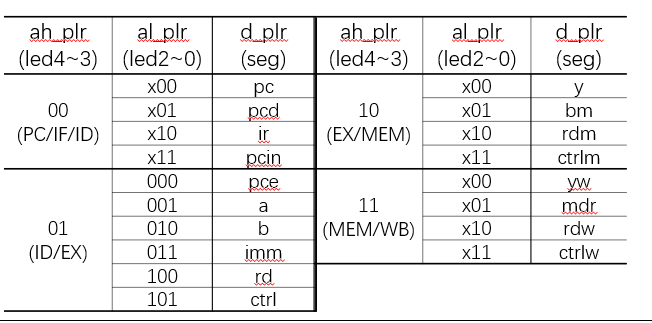 ah_plr al_plr d_plr ah_plr al_plr d_plr
(led4~3) (led2~0) (seg) (led4~3) (led2~0) (seg)
x00 pc x00 y
00 x01 pcd 10 x01 bm
(PC/IF/ID) x10 ir (EX/MEM) x10 rdm
x11 pcin x11 ctrlm
000 pce x00 yw
001 a 11 x01 mdr
01 010 b (MEM/WB) x10 rdw
(ID/EX) 011 imm x11 ctrlw
100 rd
101 ctrl